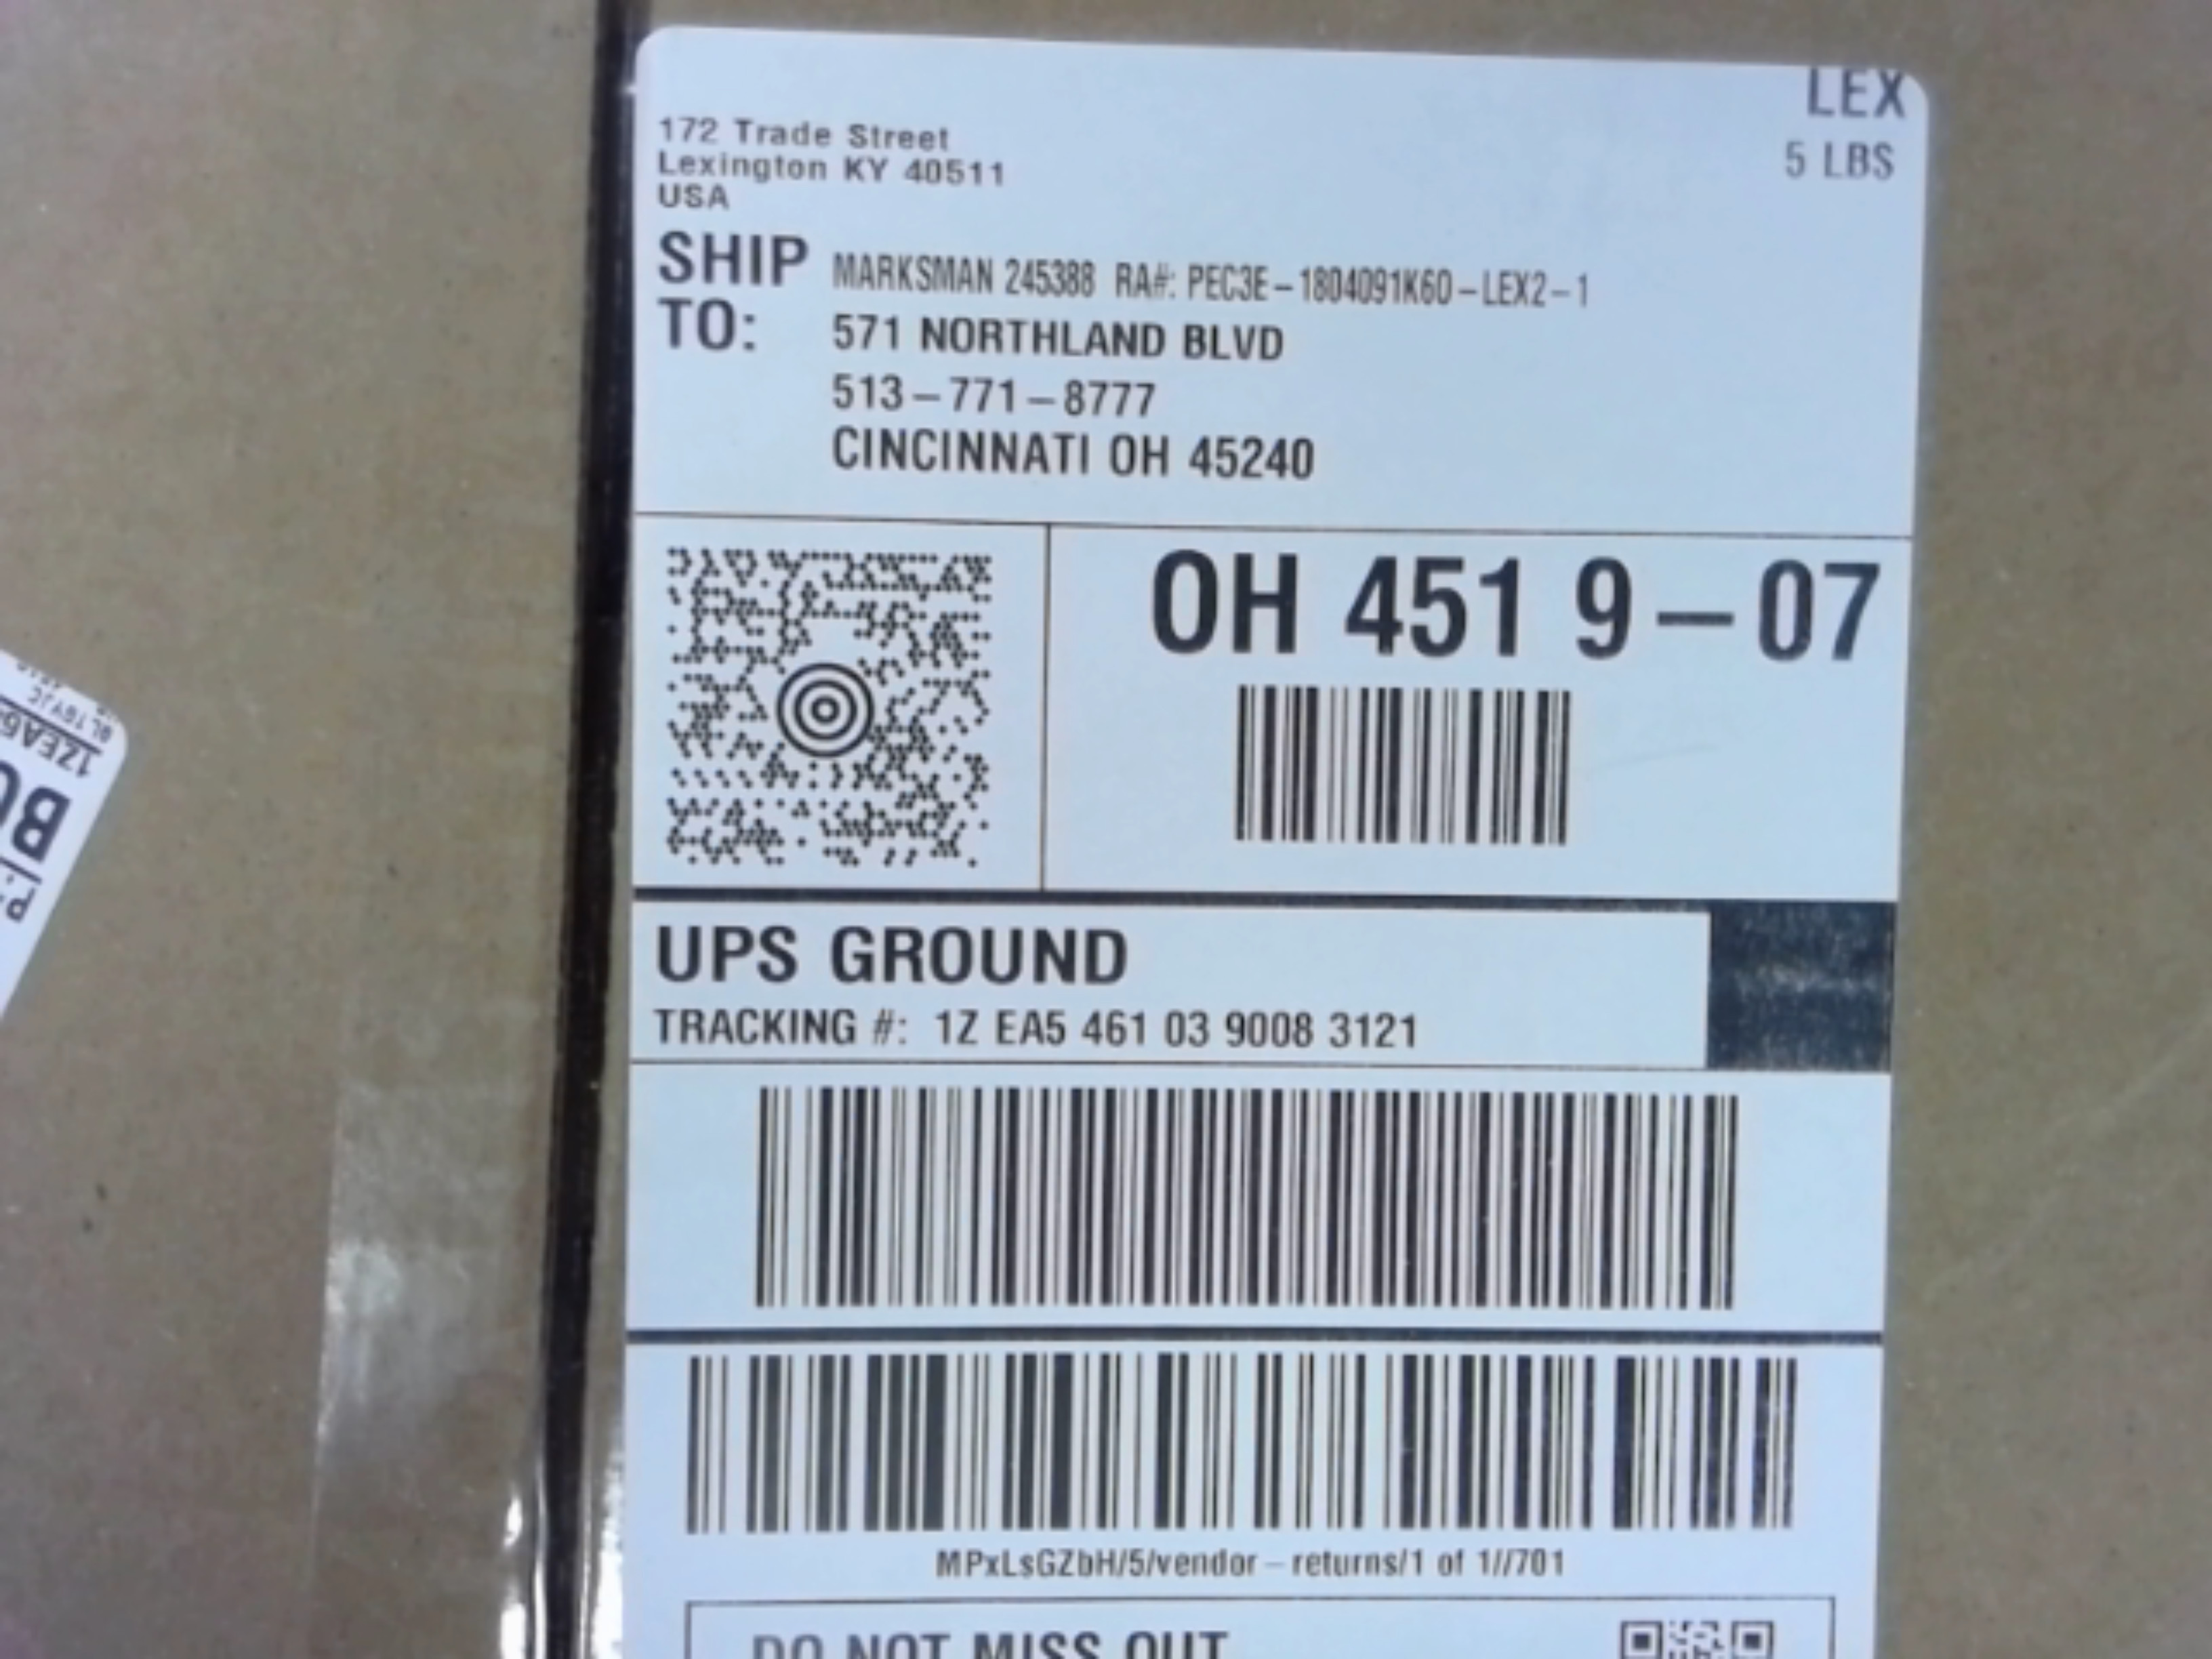 LEX
5 LBS
172 Trade Street
Lexington KY 40511
USA
SHIP TO:
MARKSMAN 245388 RA#: PEC3E-1804091K60-LEX2-1
571 NORTHLAND BLVD
513-771-8777
CINCINNATI OH 45240
OH 451 9-07
UPS GROUND
TRACKING #: 1Z EA5 461 03 9008 3121
MPxLsGZbH/5/vendor-returns/1 of 1//701
DO NOT MISS OUT